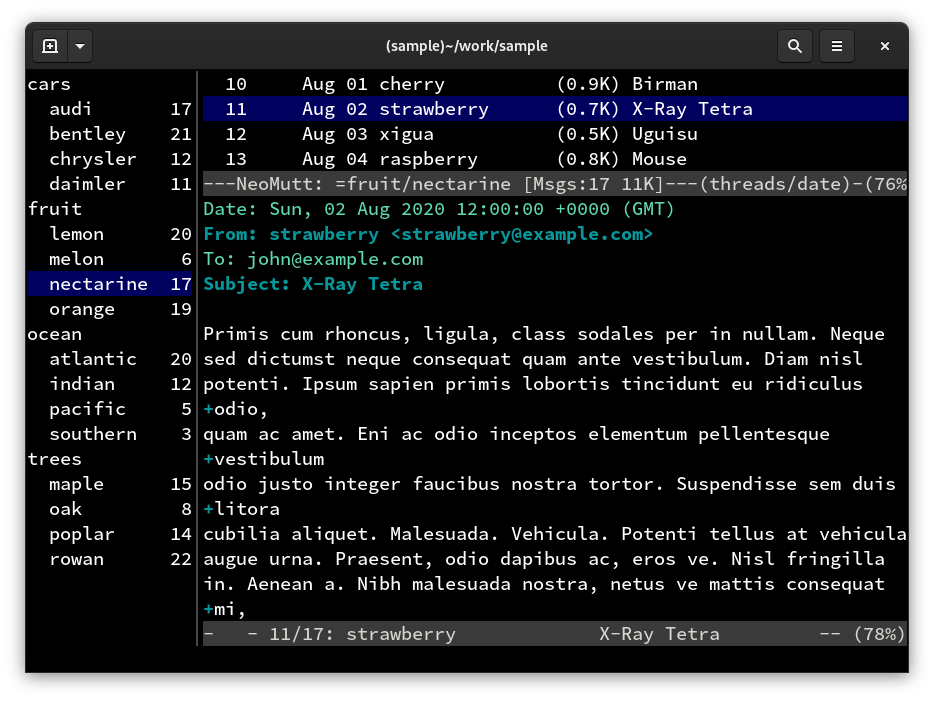 (sample)~/work/sample
cars
audi 17
bentley 21
chrysler 12
daimler 11
fruit
lemon 20
melon 6
nectarine 17
orange 19
ocean
atlantic 20
indian 12
pacific 5
southern 3
trees
maple 15
oak 8
poplar 14
rowan 22
10 Aug 01 cherry (0.9K) Birman
11 Aug 02 strawberry (0.7K) X-Ray Tetra
12 Aug 03 xigua (0.5K) Uguisu
13 Aug 04 raspberry (0.8K) Mouse
---NeoMutt: =fruit/nectarine [Msgs:17 11K]---(threads/date)-(76%
Date: Sun, 02 Aug 2020 12:00:00 +0000 (GMT)
From: strawberry <strawberry@example.com>
To: john@example.com
Subject: X-Ray Tetra
Primis cum rhoncus, ligula, class sodales per in nullam. Neque
sed dictumst neque consequat quam ante vestibulum. Diam nisl
potenti. Ipsum sapien primis lobortis tincidunt eu ridiculus
+odio,
quam ac amet. Eni ac odio inceptos elementum pellentesque
+vestibulum
odio justo integer faucibus nostra tortor. Suspendisse sem duis
+litora
cubilia aliquet. Malesuada. Vehicula. Potenti tellus at vehicula
augue urna. Praesent, odio dapibus ac, eros ve. Nisl fringilla
in. Aenean a. Nibh malesuada nostra, netus ve mattis consequat
+mi,
-   - 11/17: strawberry X-Ray Tetra -- (78%)